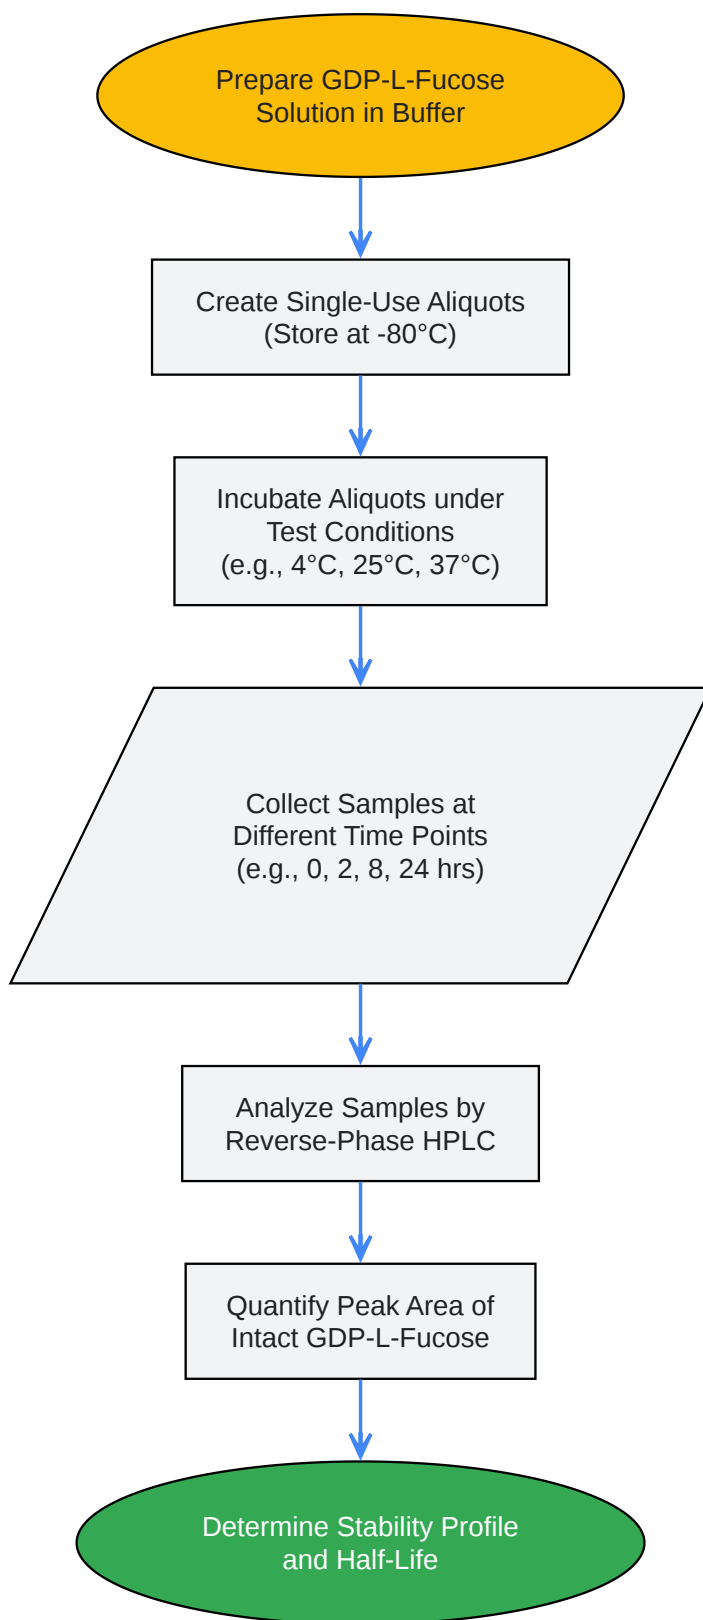 Prepare GDP-L-Fucose
Solution in Buffer
Create Single-Use Aliquots
(Store at -80°C)
Incubate Aliquots under
Test Conditions
(e.g., 4°C, 25°C, 37°C)
Collect Samples at
Different Time Points
(e.g., 0, 2, 8, 24 hrs)
Analyze Samples by
Reverse-Phase HPLC
Quantify Peak Area of
Intact GDP-L-Fucose
Determine Stability Profile
and Half-Life